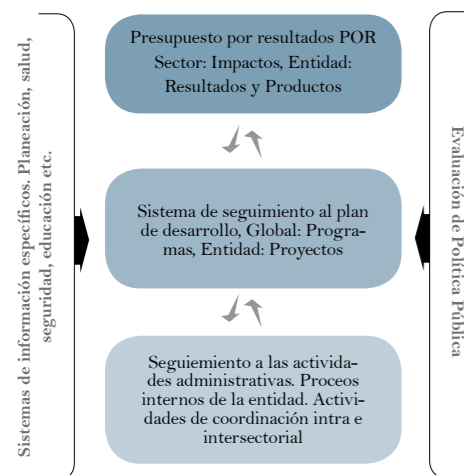 Sistemas de información específicos. Planeación, salud,
seguridad, educación etc.
Presupuesto por resultados POR
Sector: Impactos, Entidad:
Resultados y Productos
Sistema de seguimiento al plan
de desarrollo, Global: Progra-
mas, Entidad: Proyectos
Seguiemiento a las activida-
des administrativas. Proceos
internos de la entidad. Activi-
dades de coordinación intra e
intersectorial
Evaluación de Política
Pública